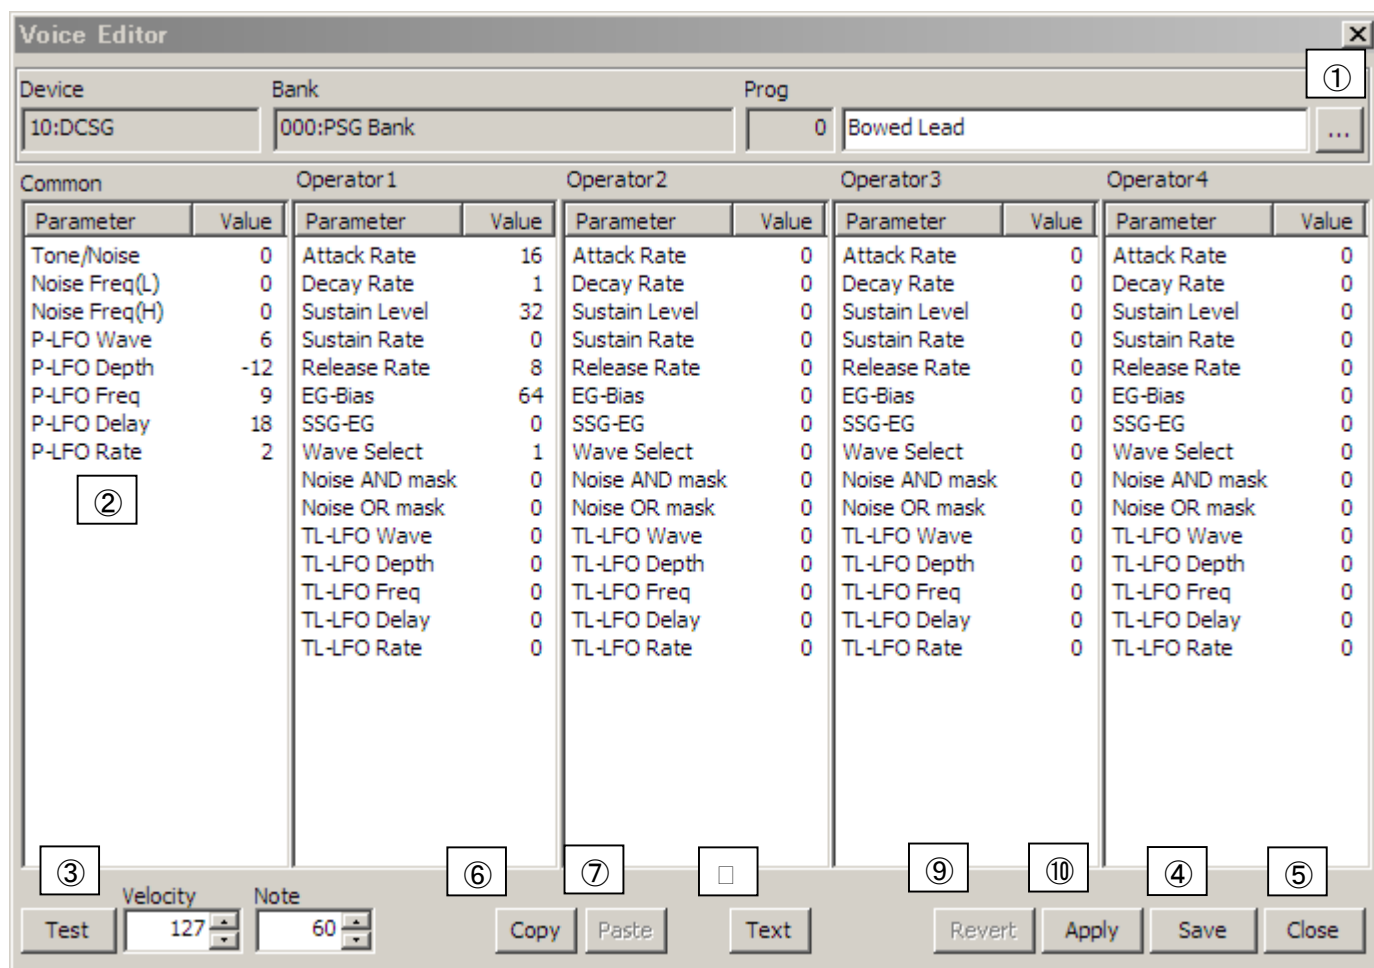 Voice Editor
①
Device Bank Prog
10:DCSG 000:PSG Bank 0 Bowed Lead ...
Common Operator1 Operator2 Operator3 Operator4
Parameter Value Parameter Value Parameter Value Parameter Value Parameter Value
Tone/Noise 0 Attack Rate 16 Attack Rate 0 Attack Rate 0 Attack Rate 0
Noise Freq(L) 0 Decay Rate 1 Decay Rate 0 Decay Rate 0 Decay Rate 0
Noise Freq(H) 0 Sustain Level 32 Sustain Level 0 Sustain Level 0 Sustain Level 0
P-LFO Wave 6 Sustain Rate 0 Sustain Rate 0 Sustain Rate 0 Sustain Rate 0
P-LFO Depth -12 Release Rate 8 Release Rate 0 Release Rate 0 Release Rate 0
P-LFO Freq 9 EG-Bias 64 EG-Bias 0 EG-Bias 0 EG-Bias 0
P-LFO Delay 18 SSG-EG 0 SSG-EG 0 SSG-EG 0 SSG-EG 0
P-LFO Rate 2 Wave Select 1 Wave Select 0 Wave Select 0 Wave Select 0
② Noise AND mask 0 Noise AND mask 0 Noise AND mask 0 Noise AND mask 0
Noise OR mask 0 Noise OR mask 0 Noise OR mask 0 Noise OR mask 0
TL-LFO Wave 0 TL-LFO Wave 0 TL-LFO Wave 0 TL-LFO Wave 0
TL-LFO Depth 0 TL-LFO Depth 0 TL-LFO Depth 0 TL-LFO Depth 0
TL-LFO Freq 0 TL-LFO Freq 0 TL-LFO Freq 0 TL-LFO Freq 0
TL-LFO Delay 0 TL-LFO Delay 0 TL-LFO Delay 0 TL-LFO Delay 0
TL-LFO Rate 0 TL-LFO Rate 0 TL-LFO Rate 0 TL-LFO Rate 0
③ ⑥ ⑦ ⑨ ⑩ ④ ⑤
Velocity Note
Test 127 60 Copy Paste Text Revert Apply Save Close